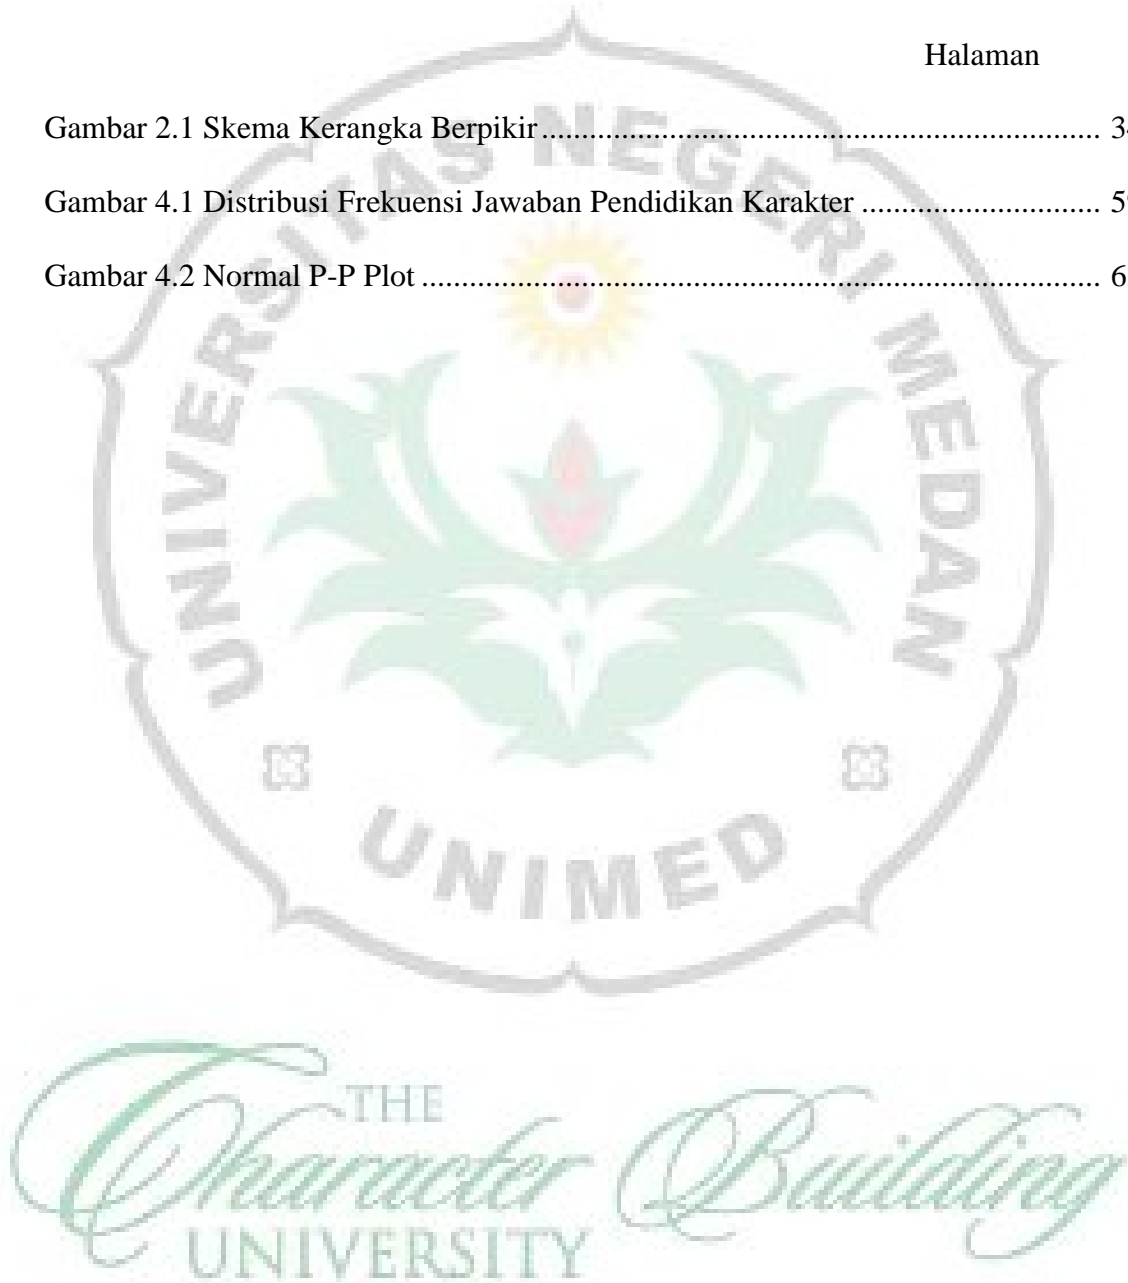 Halaman
Gambar 2.1 Skema Kerangka Berpikir
Gambar 4.1 Distribusi Frekuensi Jawaban Pendidikan Karakter
Gambar 4.2 Normal P-P Plot
UNIVERSITAS NEGERI MEDAN
UNIMED
THE
Character Building
UNIVERSITY